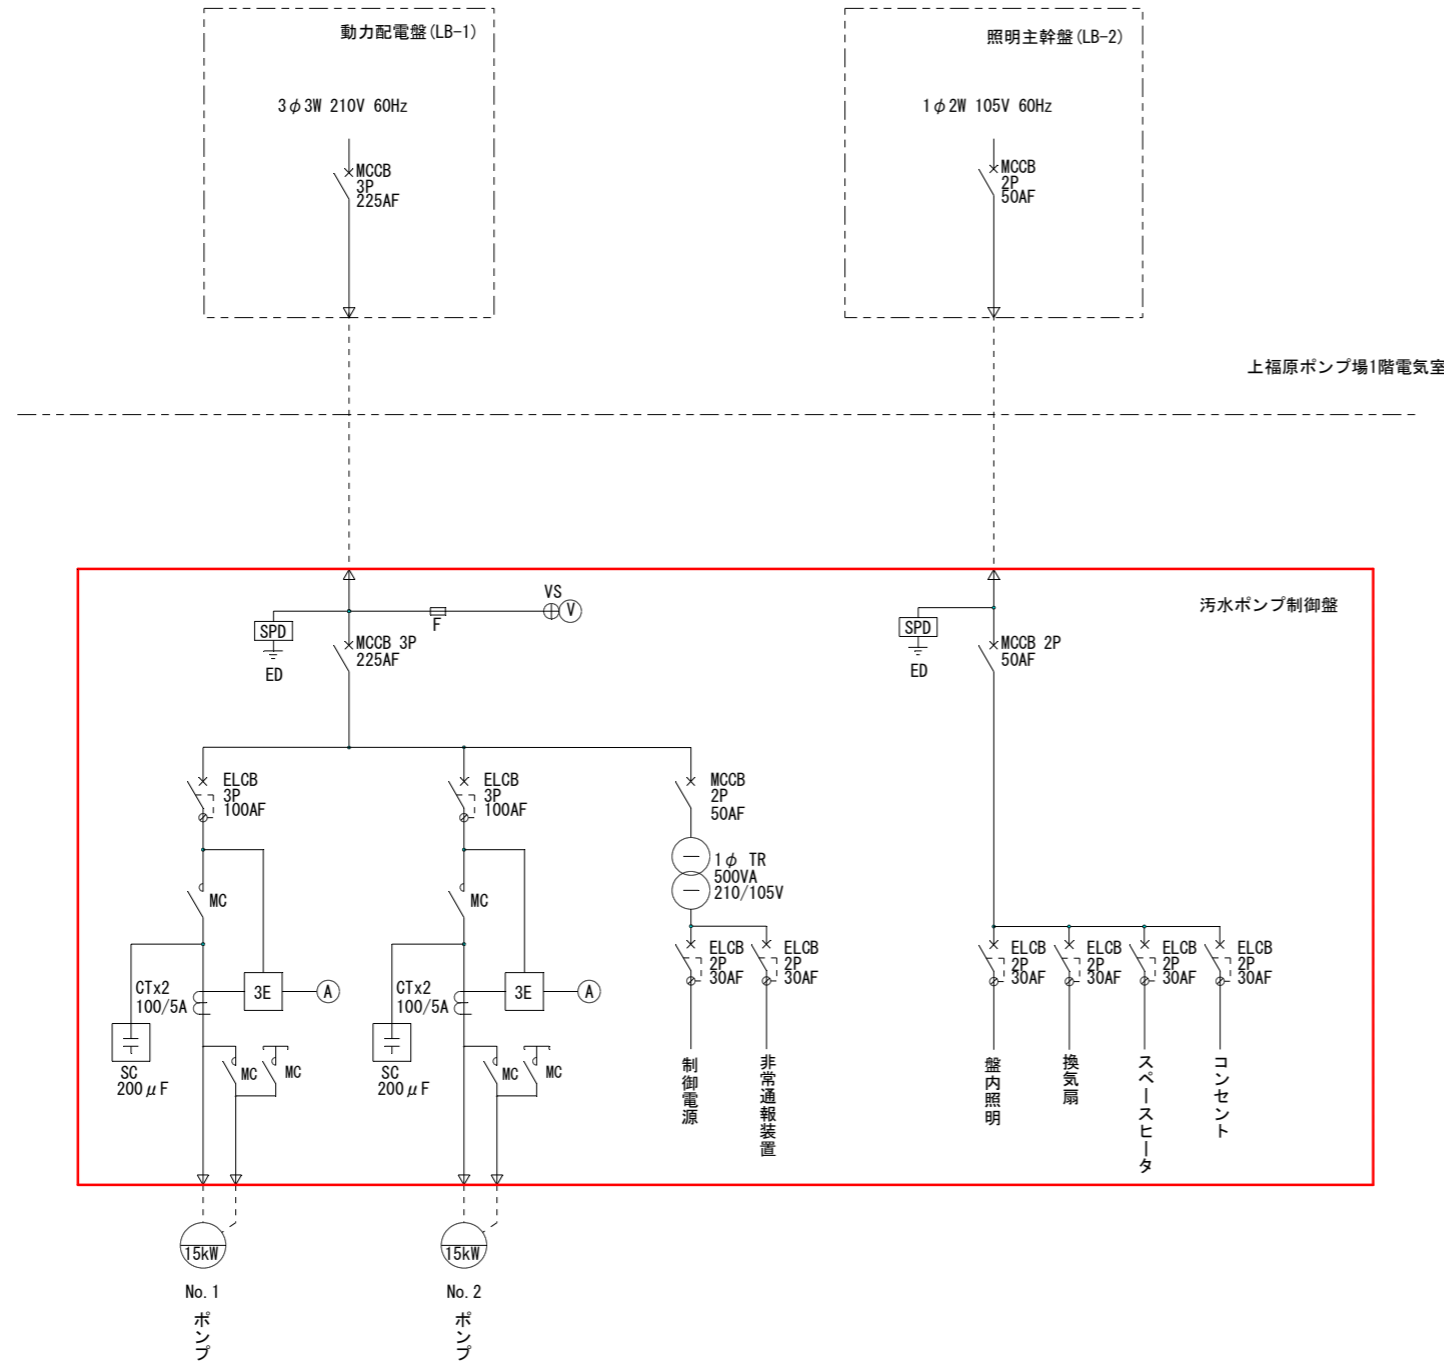 動力配電盤(LB-1)
3φ3W 210V 60Hz
MCCB
3P
225AF
照明主幹盤(LB-2)
1φ2W 105V 60Hz
MCCB
2P
50AF
上福原ポンプ場1階電気室
汚水ポンプ制御盤
VS
V
F
SPD
ED
MCCB 3P
225AF
SPD
ED
MCCB 2P
50AF
ELCB
3P
100AF
ELCB
3P
100AF
MCCB
2P
50AF
1φ TR
500VA
210/105V
MC
MC
CTx2
100/5A
3E
A
CTx2
100/5A
3E
A
SC
200μF
MC
MC
SC
200μF
MC
MC
ELCB
2P
30AF
ELCB
2P
30AF
ELCB
2P
30AF
ELCB
2P
30AF
ELCB
2P
30AF
ELCB
2P
30AF
制御電源
非常通報装置
盤内照明
換気扇
スペースヒータ
コンセント
15kW
No.1
ポンプ
15kW
No.2
ポンプ